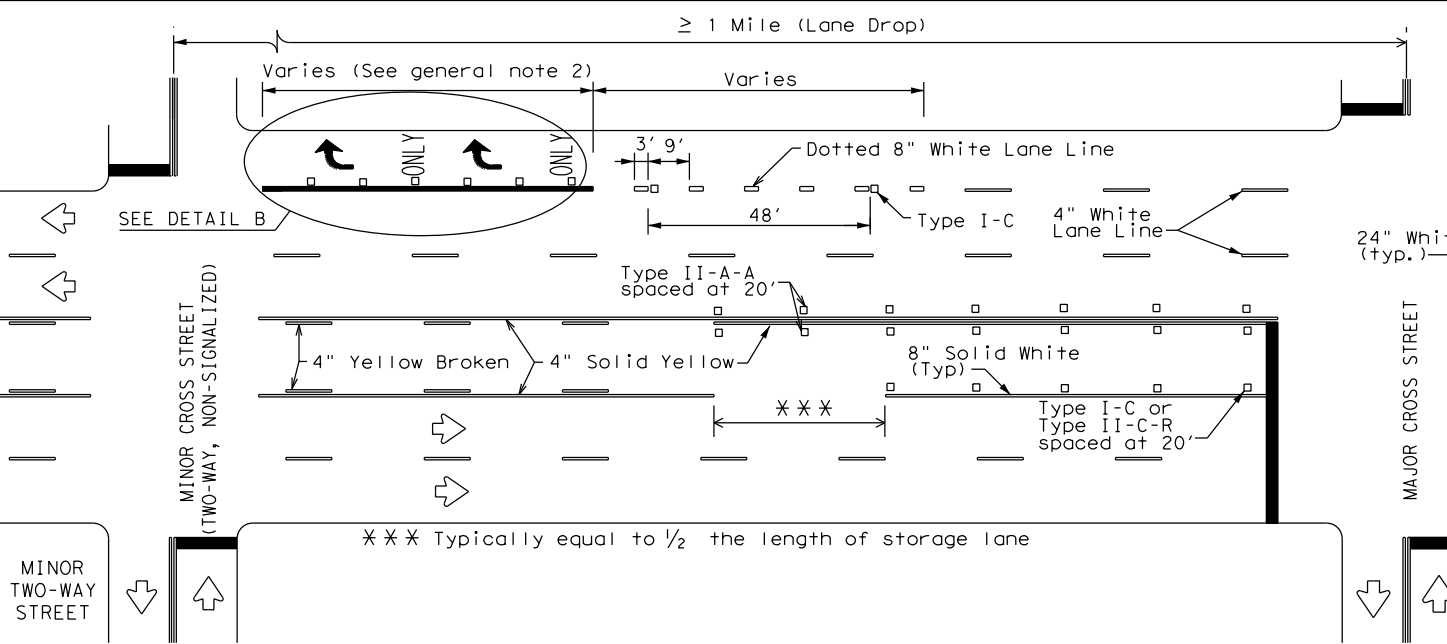 ≥ 1 Mile (Lane Drop)
Varies (See general note 2)
Varies
ONLY
ONLY
3' 9'
Dotted 8" White Lane Line
SEE DETAIL B
48'
Type I-C
4" White
Lane Line
24" Whi
(typ.)
Type II-A-A
spaced at 20'
MINOR CROSS STREET
(TWO-WAY, NON-SIGNALIZED)
4" Yellow Broken
4" Solid Yellow
8" Solid White
(Typ)
MAJOR CROSS STREET
***
Type I-C or
Type II-C-R
spaced at 20'
*** Typically equal to ½ the length of storage lane
MINOR
TWO-WAY
STREET